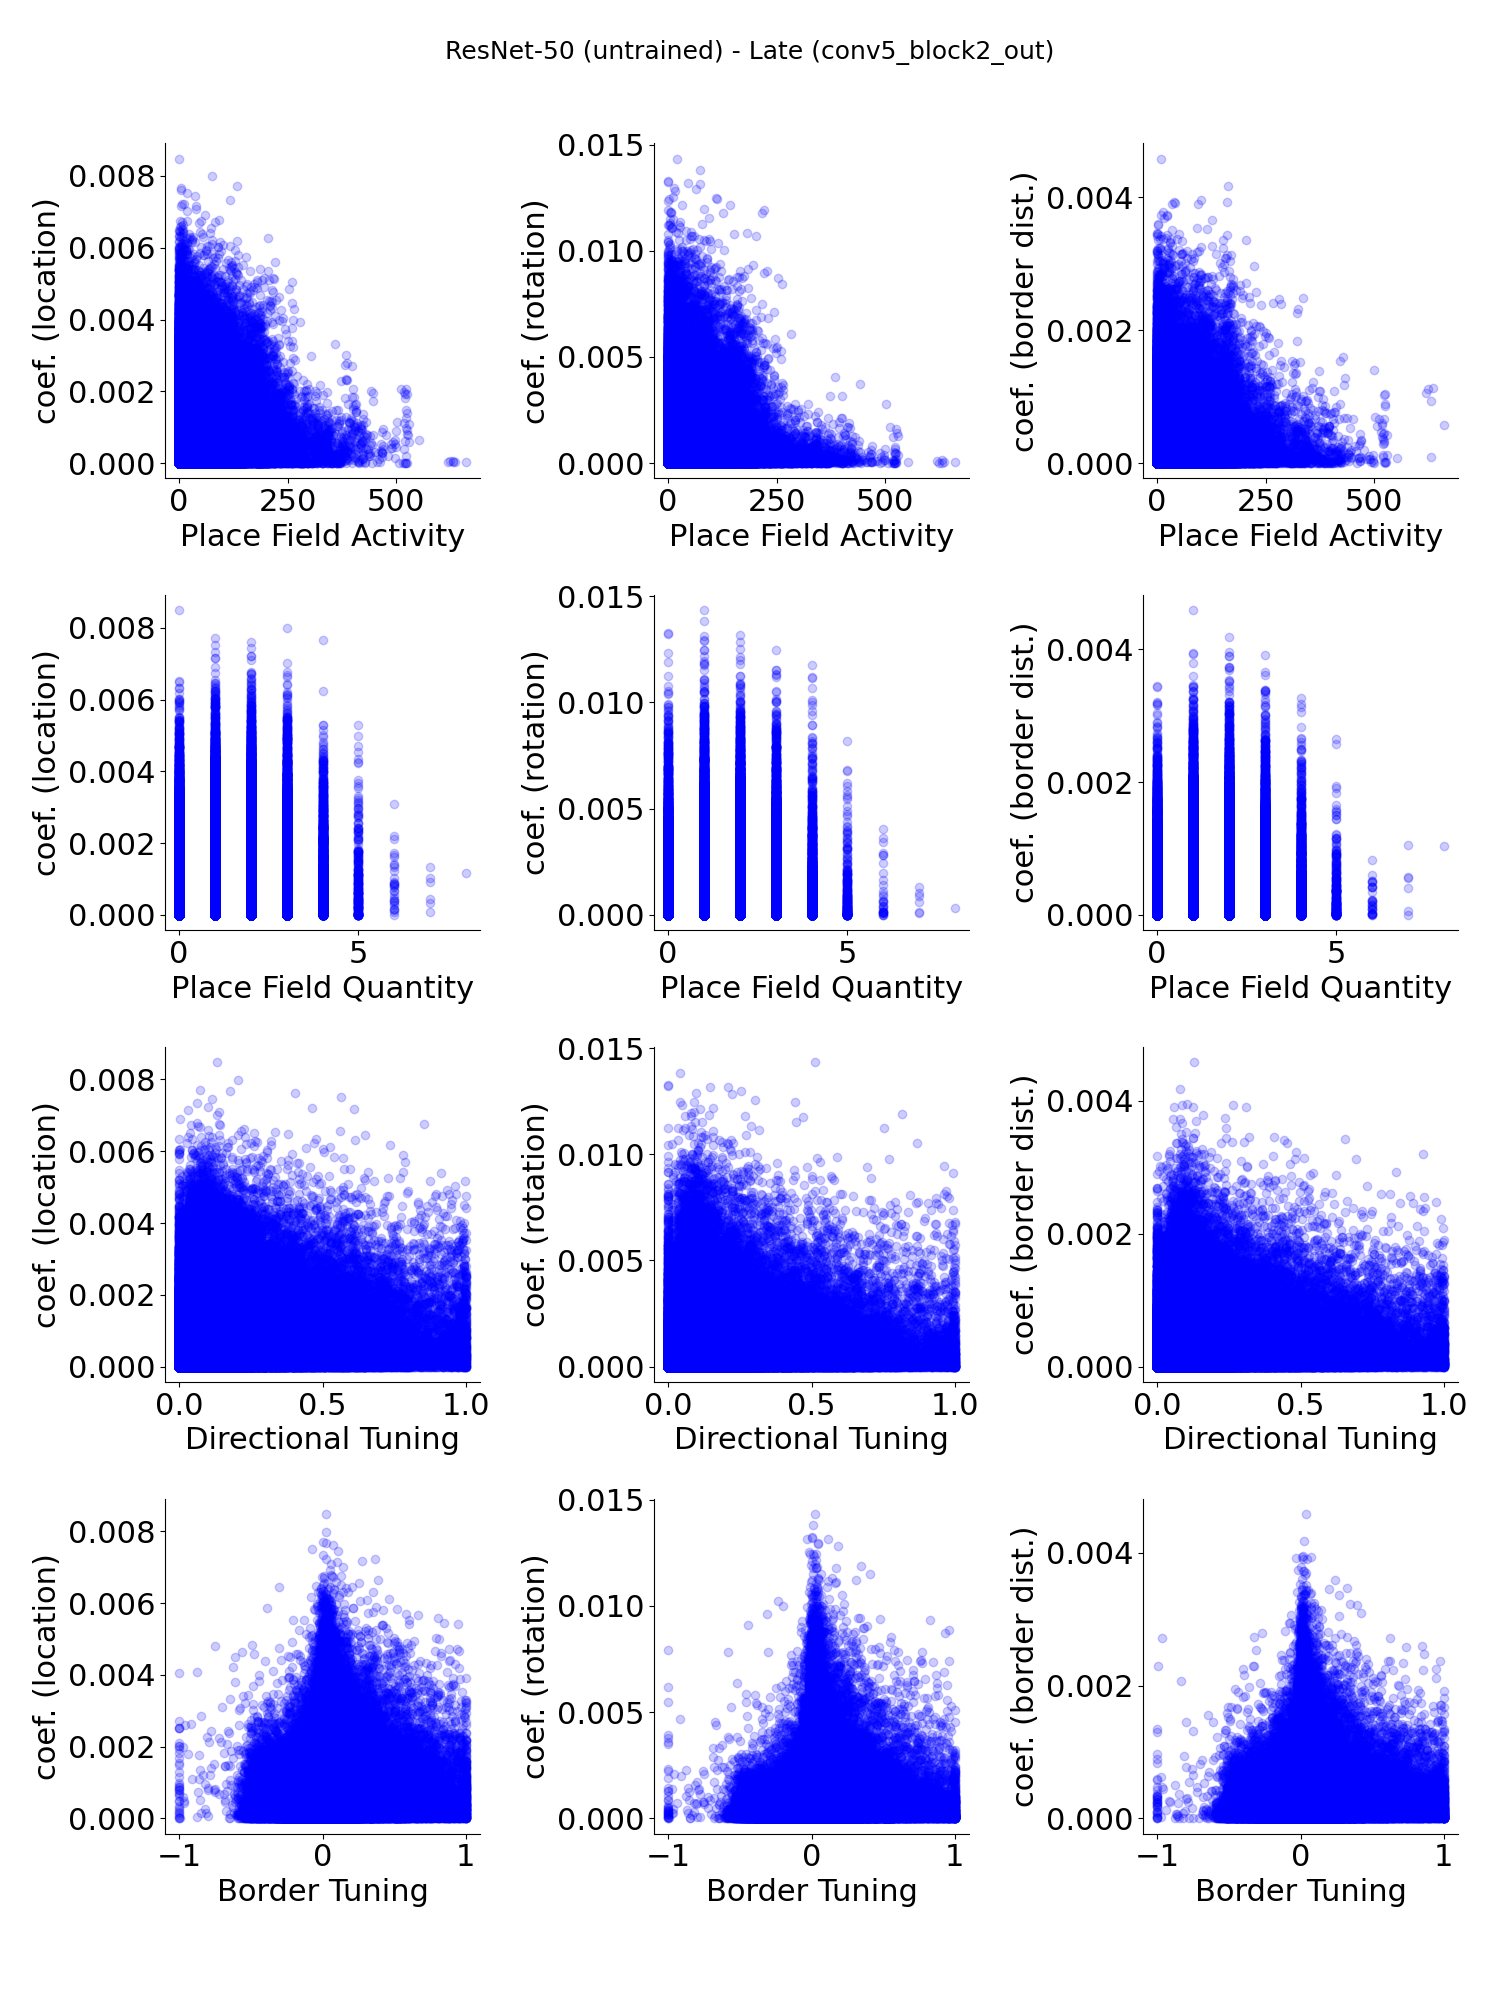 ResNet-50 (untrained) - Late (conv5_block2_out)
coef. (location)
0.008
0.006
0.004
0.002
0.000
0 250 500
Place Field Activity
coef. (rotation)
0.015
0.010
0.005
0.000
0 250 500
Place Field Activity
coef. (border dist.)
0.004
0.002
0.000
0 250 500
Place Field Activity
coef. (location)
0.008
0.006
0.004
0.002
0.000
0 5
Place Field Quantity
coef. (rotation)
0.015
0.010
0.005
0.000
0 5
Place Field Quantity
coef. (border dist.)
0.004
0.002
0.000
0 5
Place Field Quantity
coef. (location)
0.008
0.006
0.004
0.002
0.000
0.0 0.5 1.0
Directional Tuning
coef. (rotation)
0.015
0.010
0.005
0.000
0.0 0.5 1.0
Directional Tuning
coef. (border dist.)
0.004
0.002
0.000
0.0 0.5 1.0
Directional Tuning
coef. (location)
0.008
0.006
0.004
0.002
0.000
−1 0 1
Border Tuning
coef. (rotation)
0.015
0.010
0.005
0.000
−1 0 1
Border Tuning
coef. (border dist.)
0.004
0.002
0.000
−1 0 1
Border Tuning